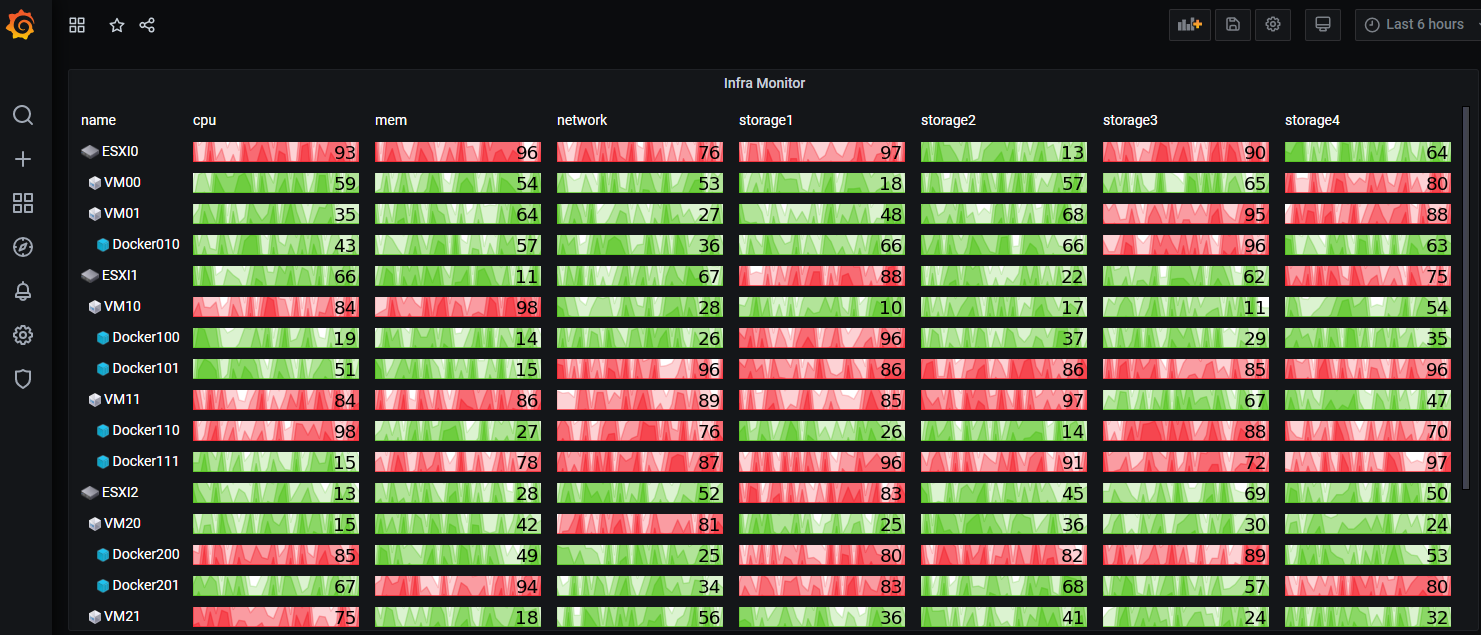 Last 6 hours
Infra Monitor
name cpu mem network storage1 storage2 storage3 storage4
ESXI0 93 96 76 97 13 90 64
VM00 59 54 53 18 57 65 80
VM01 35 64 27 48 68 95 88
Docker010 43 57 36 66 66 96 63
ESXI1 66 11 67 88 22 62 75
VM10 84 98 28 10 17 11 54
Docker100 19 14 26 96 37 29 35
Docker101 51 15 96 86 86 85 96
VM11 84 86 89 85 97 67 47
Docker110 98 27 76 26 14 88 70
Docker111 15 78 87 96 91 72 97
ESXI2 13 28 52 83 45 69 50
VM20 15 42 81 25 36 30 24
Docker200 85 49 25 80 82 89 53
Docker201 67 94 34 83 68 57 80
VM21 75 18 56 36 41 24 32